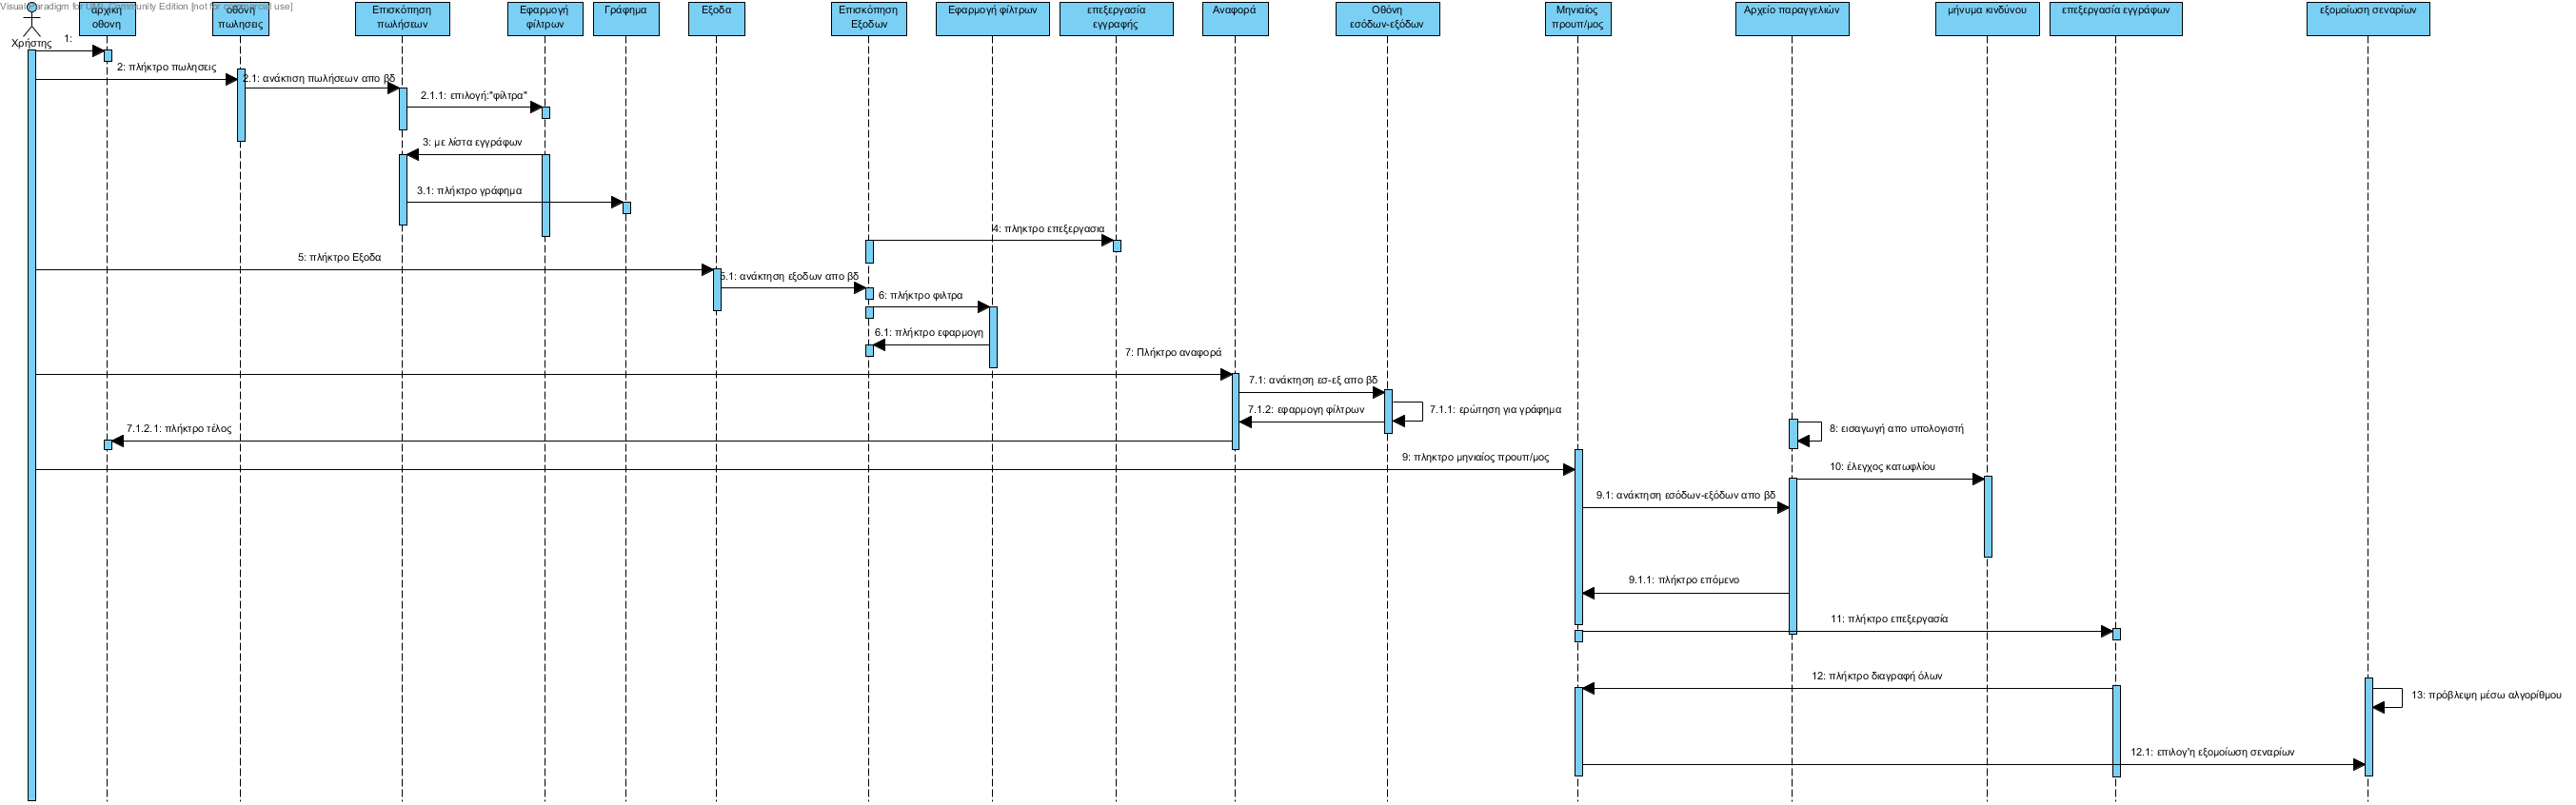 Visual Paradigm for UML Community Edition [not for commercial use]
Χρήστης
αρχικη
οθονη
οθονη
πωλησεις
Επισκόπηση
πωλήσεων
Εφαρμογή
φίλτρων
Γράφημα
Εξοδα
Επισκόπηση
Εξοδων
Εφαρμογή φίλτρων
επεξεργασία
εγγραφής
Αναφορά
Οθόνη
εσόδων-εξόδων
Μηνιαίος
προυπ/μος
Αρχείο παραγγελιών
μήνυμα κινδύνου
επεξεργασία εγγράφων
εξομοίωση σεναρίων
1:
2: πλήκτρο πωλησεις
2.1: ανάκτιση πωλήσεων απο βδ
2.1.1: επιλογή:"φίλτρα"
3: με λίστα εγγράφων
3.1: πλήκτρο γράφημα
4: πληκτρο επεξεργασια
5: πλήκτρο Εξοδα
5.1: ανάκτηση εξοδων απο βδ
6: πλήκτρο φιλτρα
6.1: πλήκτρο εφαρμογη
7: Πλήκτρο αναφορά
7.1: ανάκτηση εσ-εξ απο βδ
7.1.2: εφαρμογη φίλτρων
7.1.1: ερώτηση για γράφημα
7.1.2.1: πλήκτρο τέλος
8: εισαγωγή απο υπολογιστή
9: πληκτρο μηνιαίος προυπ/μος
10: έλεγχος κατωφλίου
9.1: ανάκτηση εσόδων-εξόδων απο βδ
9.1.1: πλήκτρο επόμενο
11: πλήκτρο επεξεργασία
12: πλήκτρο διαγραφή όλων
13: πρόβλεψη μέσω αλγορίθμου
12.1: επιλογ'η εξομοίωση σεναρίων